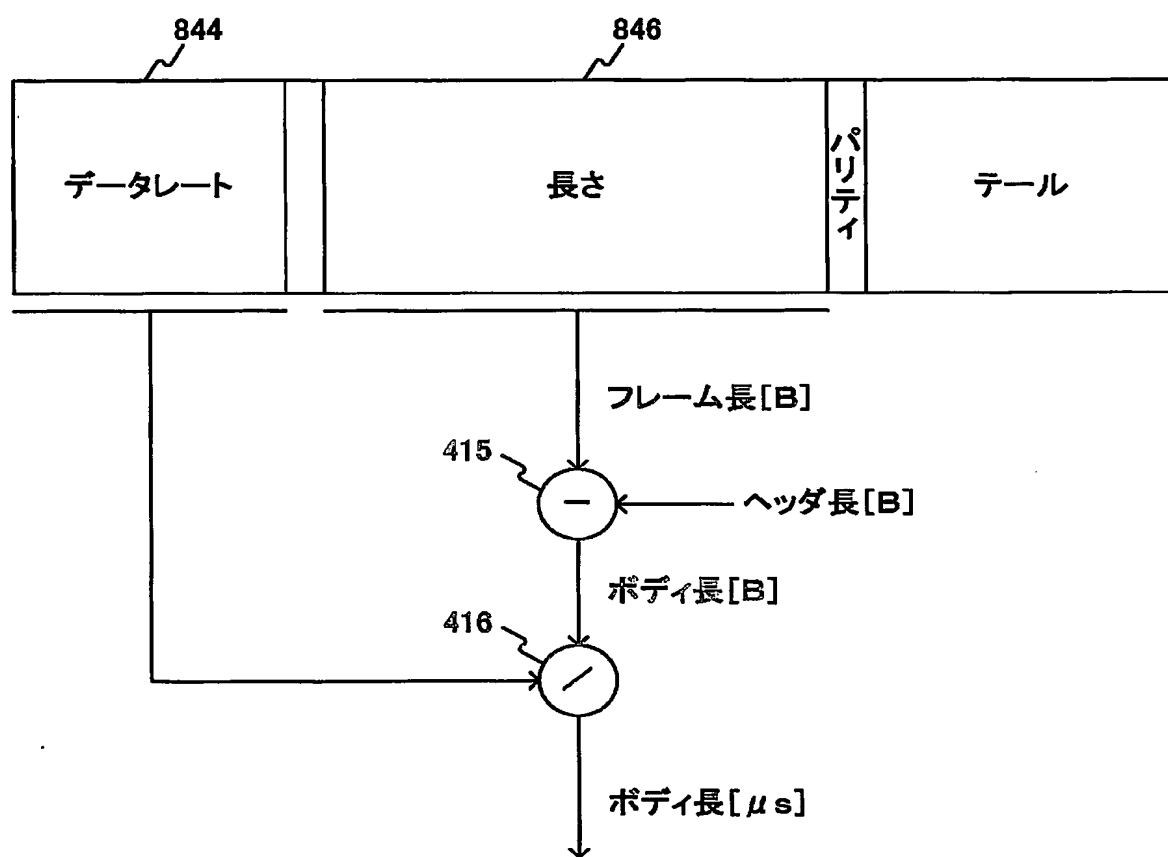 844
846
データレート
長さ
パリティ
テール
フレーム長[B]
415
−
ヘッダ長[B]
ボディ長[B]
416
／
ボディ長[μs]